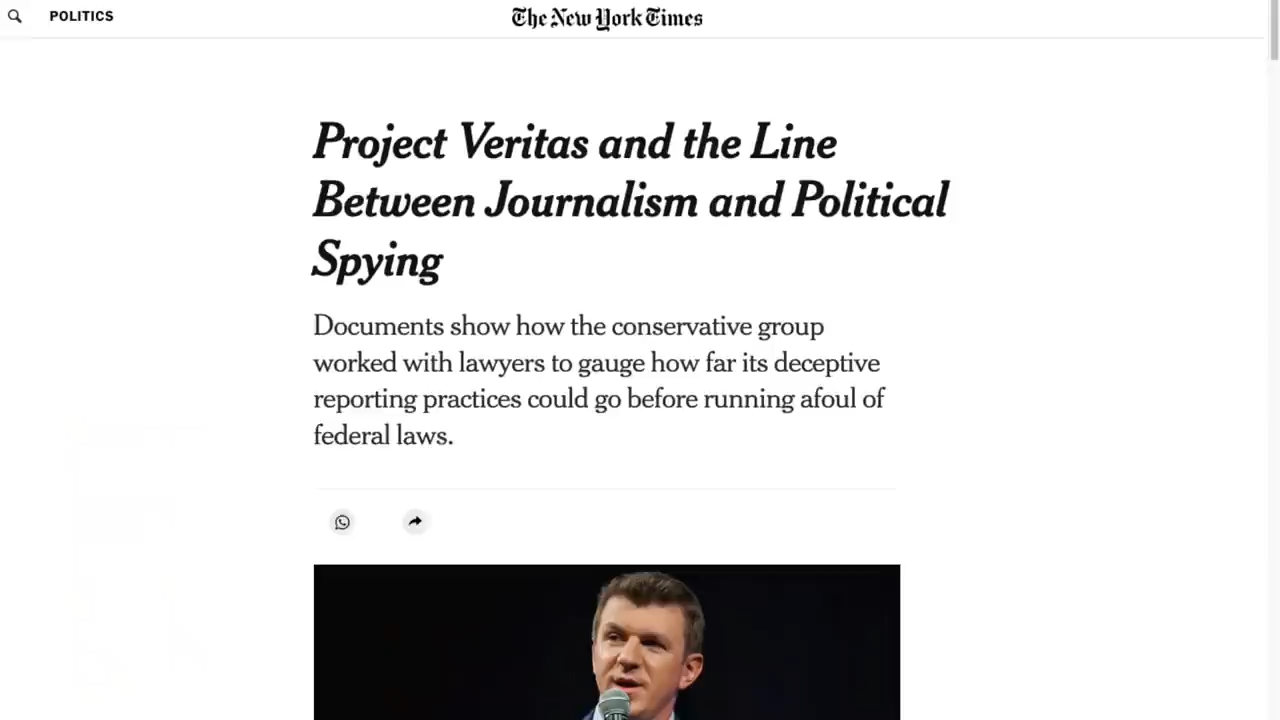 POLITICS
The New York Times
Project Veritas and the Line
Between Journalism and Political
Spying
Documents show how the conservative group
worked with lawyers to gauge how far its deceptive
reporting practices could go before running afoul of
federal laws.